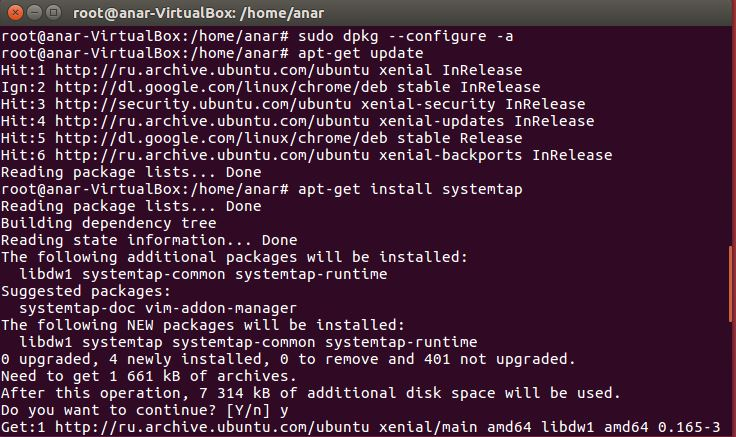 root@anar-VirtualBox: /home/anar
root@anar-VirtualBox:/home/anar# sudo dpkg --configure -a
root@anar-VirtualBox:/home/anar# apt-get update
Hit:1 http://ru.archive.ubuntu.com/ubuntu xenial InRelease
Ign:2 http://dl.google.com/linux/chrome/deb stable InRelease
Hit:3 http://security.ubuntu.com/ubuntu xenial-security InRelease
Hit:4 http://ru.archive.ubuntu.com/ubuntu xenial-updates InRelease
Hit:5 http://dl.google.com/linux/chrome/deb stable Release
Hit:6 http://ru.archive.ubuntu.com/ubuntu xenial-backports InRelease
Reading package lists... Done
root@anar-VirtualBox:/home/anar# apt-get install systemtap
Reading package lists... Done
Building dependency tree
Reading state information... Done
The following additional packages will be installed:
  libdw1 systemtap-common systemtap-runtime
Suggested packages:
  systemtap-doc vim-addon-manager
The following NEW packages will be installed:
  libdw1 systemtap systemtap-common systemtap-runtime
0 upgraded, 4 newly installed, 0 to remove and 401 not upgraded.
Need to get 1 661 kB of archives.
After this operation, 7 314 kB of additional disk space will be used.
Do you want to continue? [Y/n] y
Get:1 http://ru.archive.ubuntu.com/ubuntu xenial/main amd64 libdw1 amd64 0.165-3